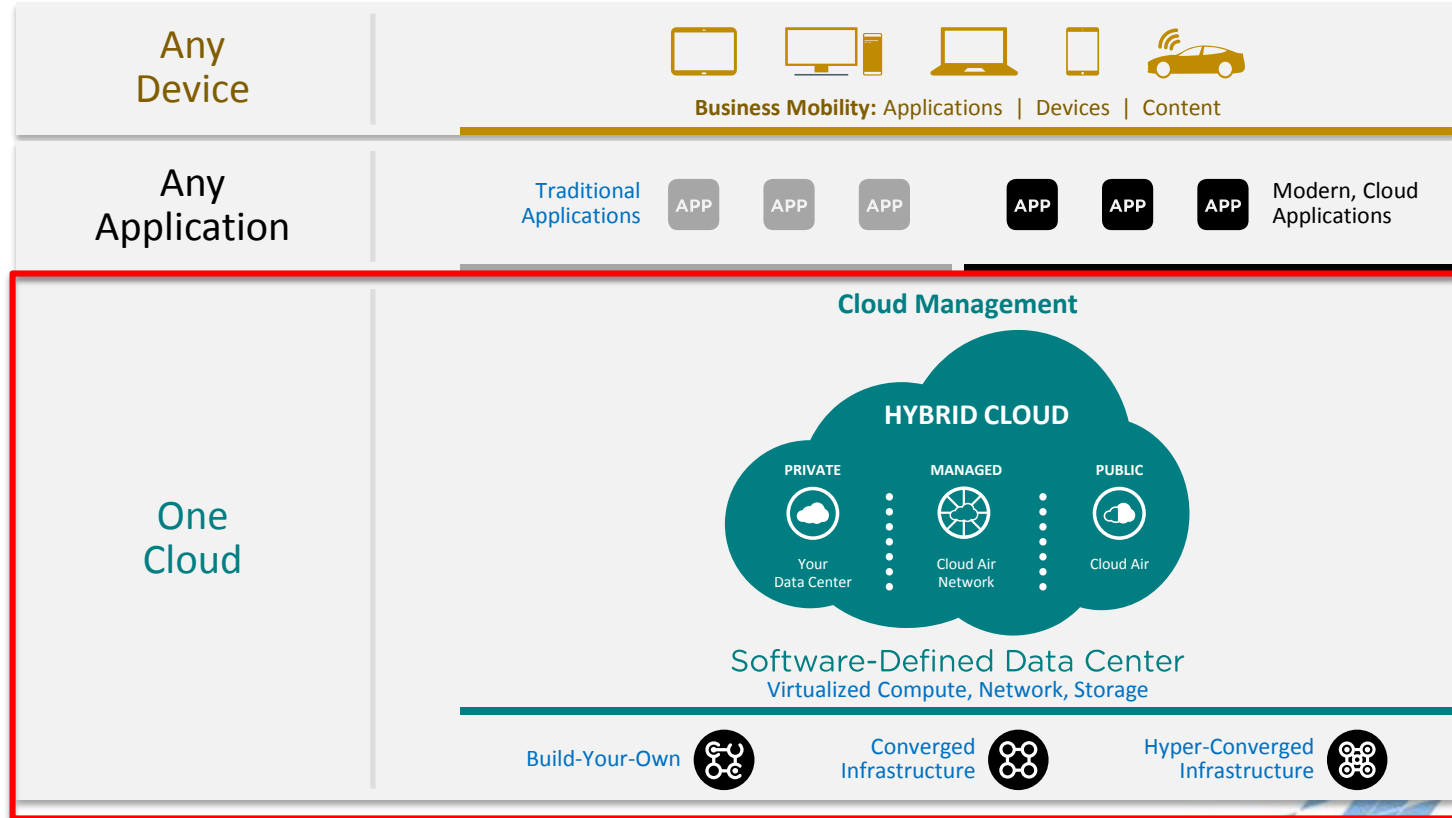 Any
Device
Business Mobility: Applications | Devices | Content
Any
Application
Traditional
Applications
APP
APP
APP
APP
APP
APP
Modern, Cloud
Applications
One
Cloud
Cloud Management
HYBRID CLOUD
PRIVATE
Your
Data Center
MANAGED
Cloud Air
Network
PUBLIC
Cloud Air
Software-Defined Data Center
Virtualized Compute, Network, Storage
Build-Your-Own
Converged
Infrastructure
Hyper-Converged
Infrastructure